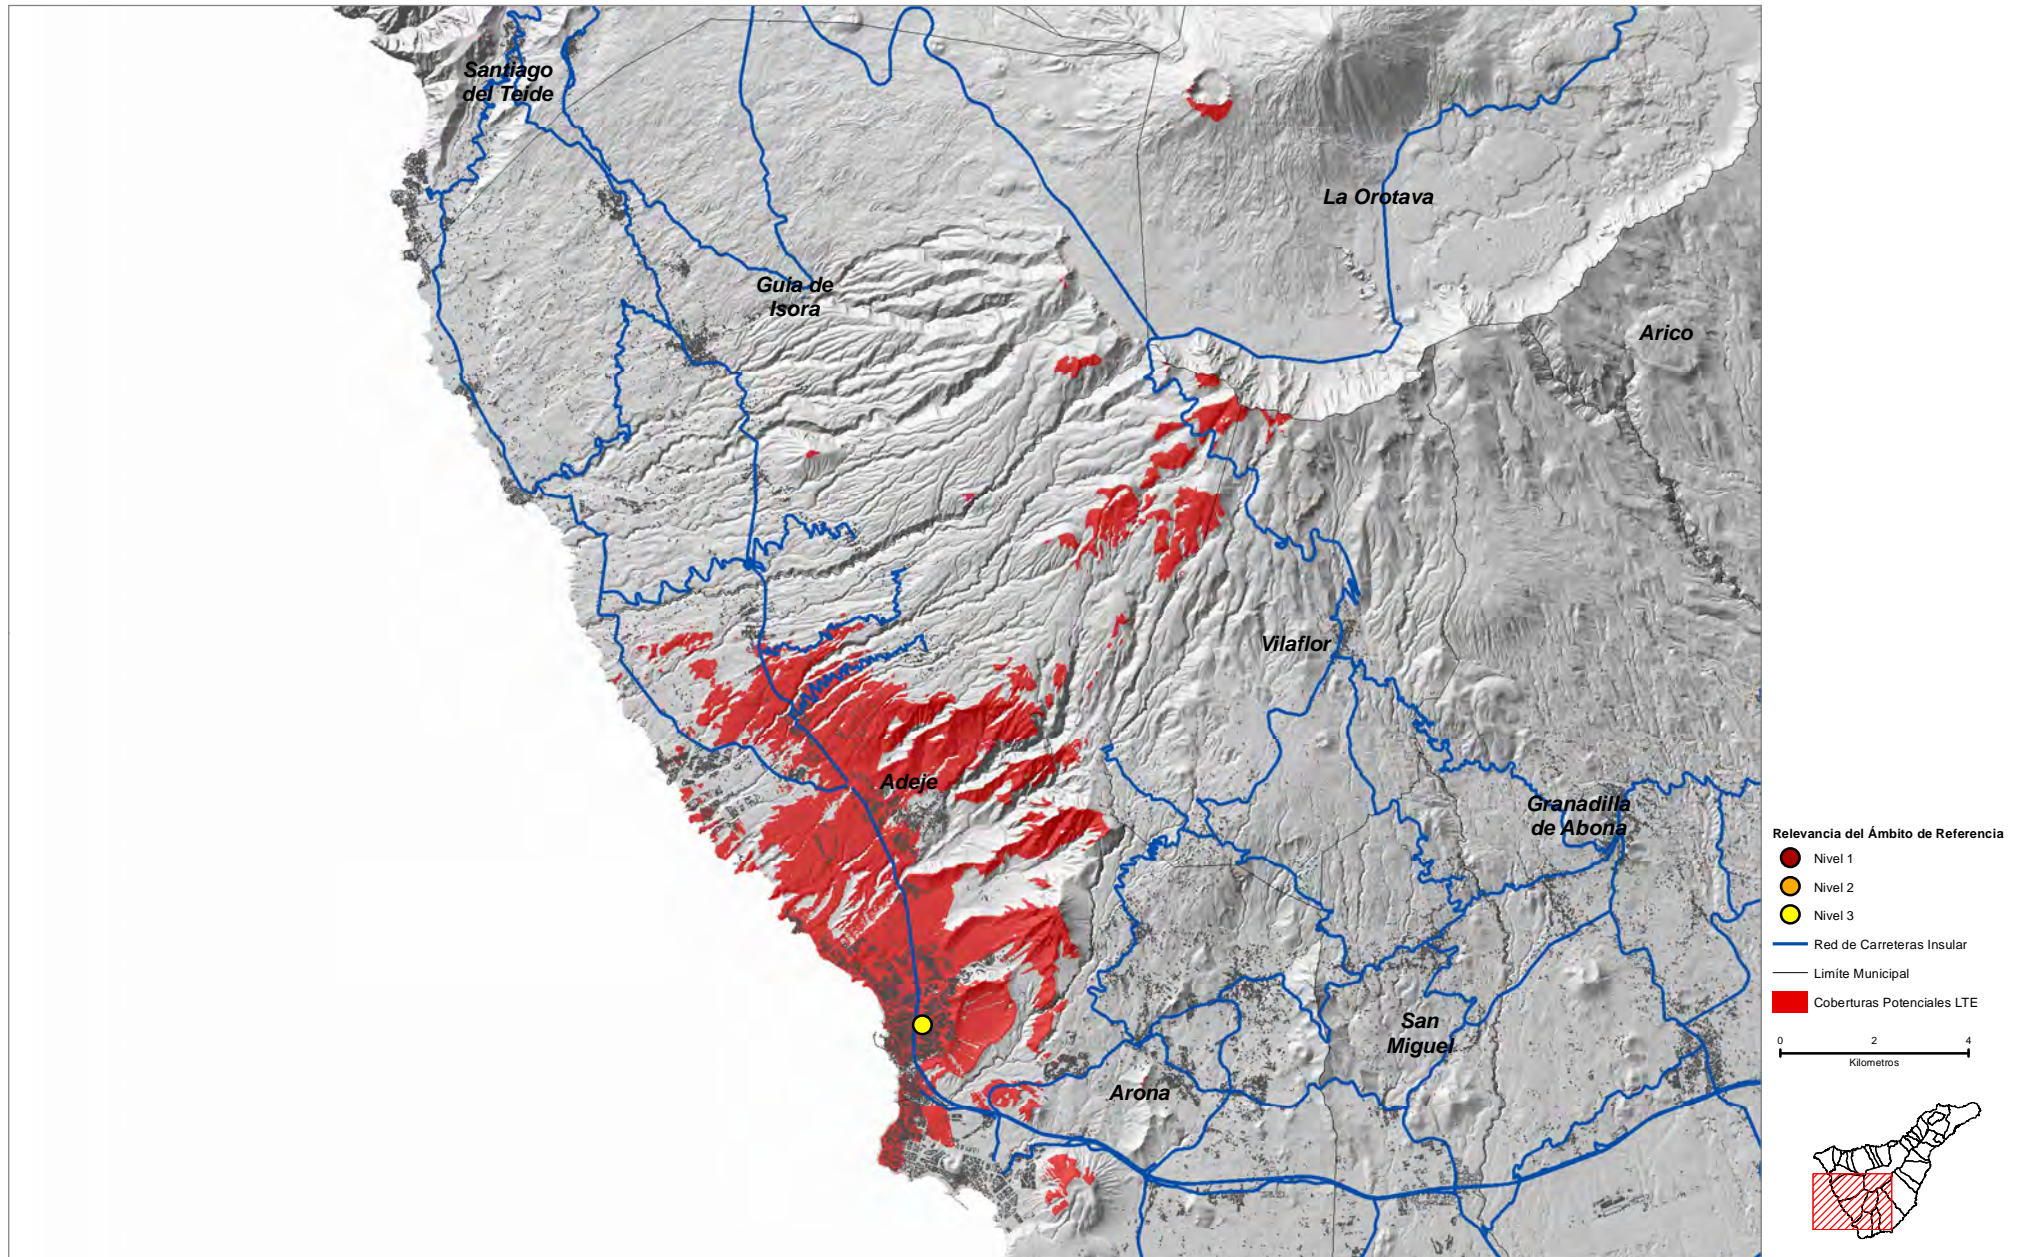 Santiago
del Teide
La Orotava
Guia de
Isora
Arico
Vilaflor
Adeje
Granadilla
de Abona
San
Miguel
Arona
Relevancia del Ámbito de Referencia
Nivel 1
Nivel 2
Nivel 3
Red de Carreteras Insular
Limíte Municipal
Coberturas Potenciales LTE
0 2 4
Kilometros